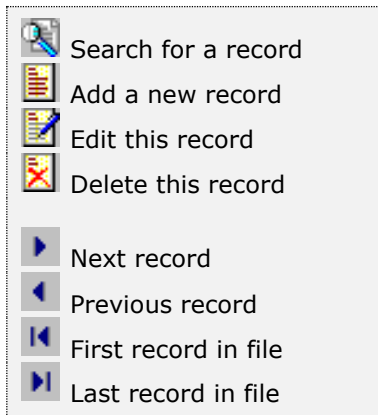 Search for a record
Add a new record
Edit this record
Delete this record
Next record
Previous record
First record in file
Last record in file